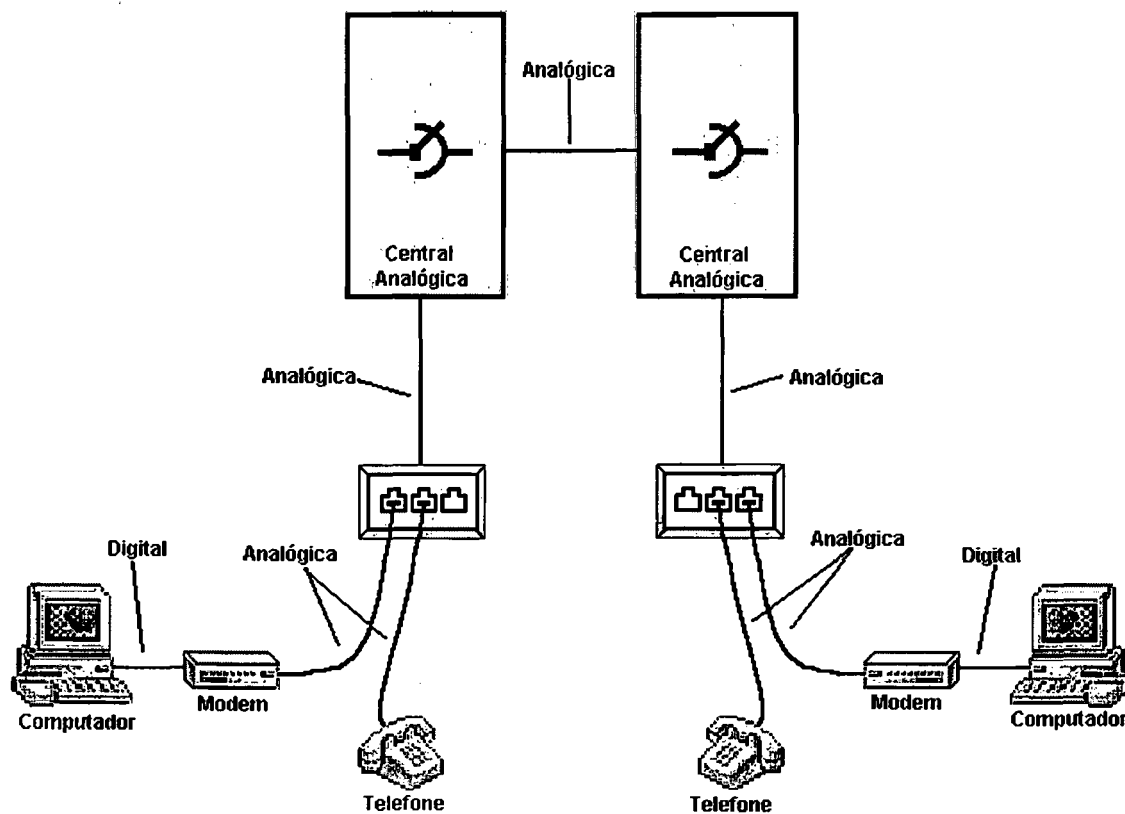 Analógica
Central
Analógica
Central
Analógica
Analógica
Analógica
Digital
Analógica
Analógica
Digital
Computador
Modem
Telefone
Telefone
Modem
Computador